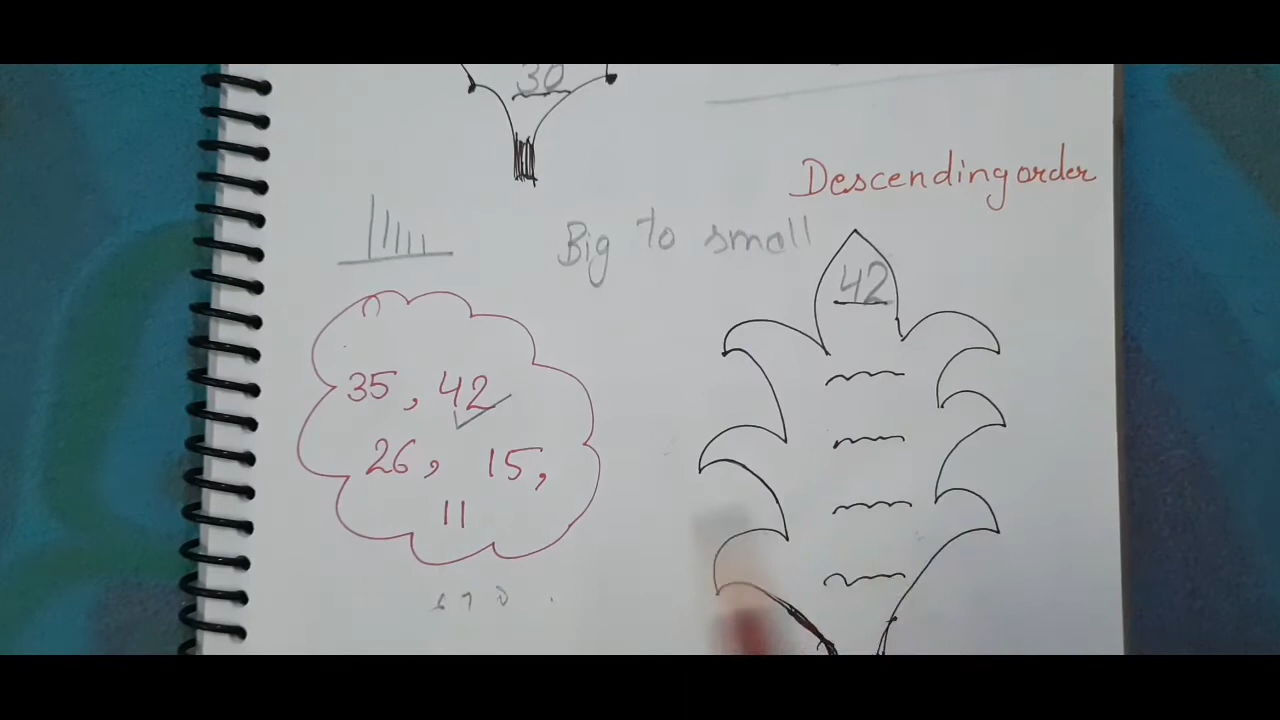 30
Descending order
Big to small
42
35, 42
26, 15,
11